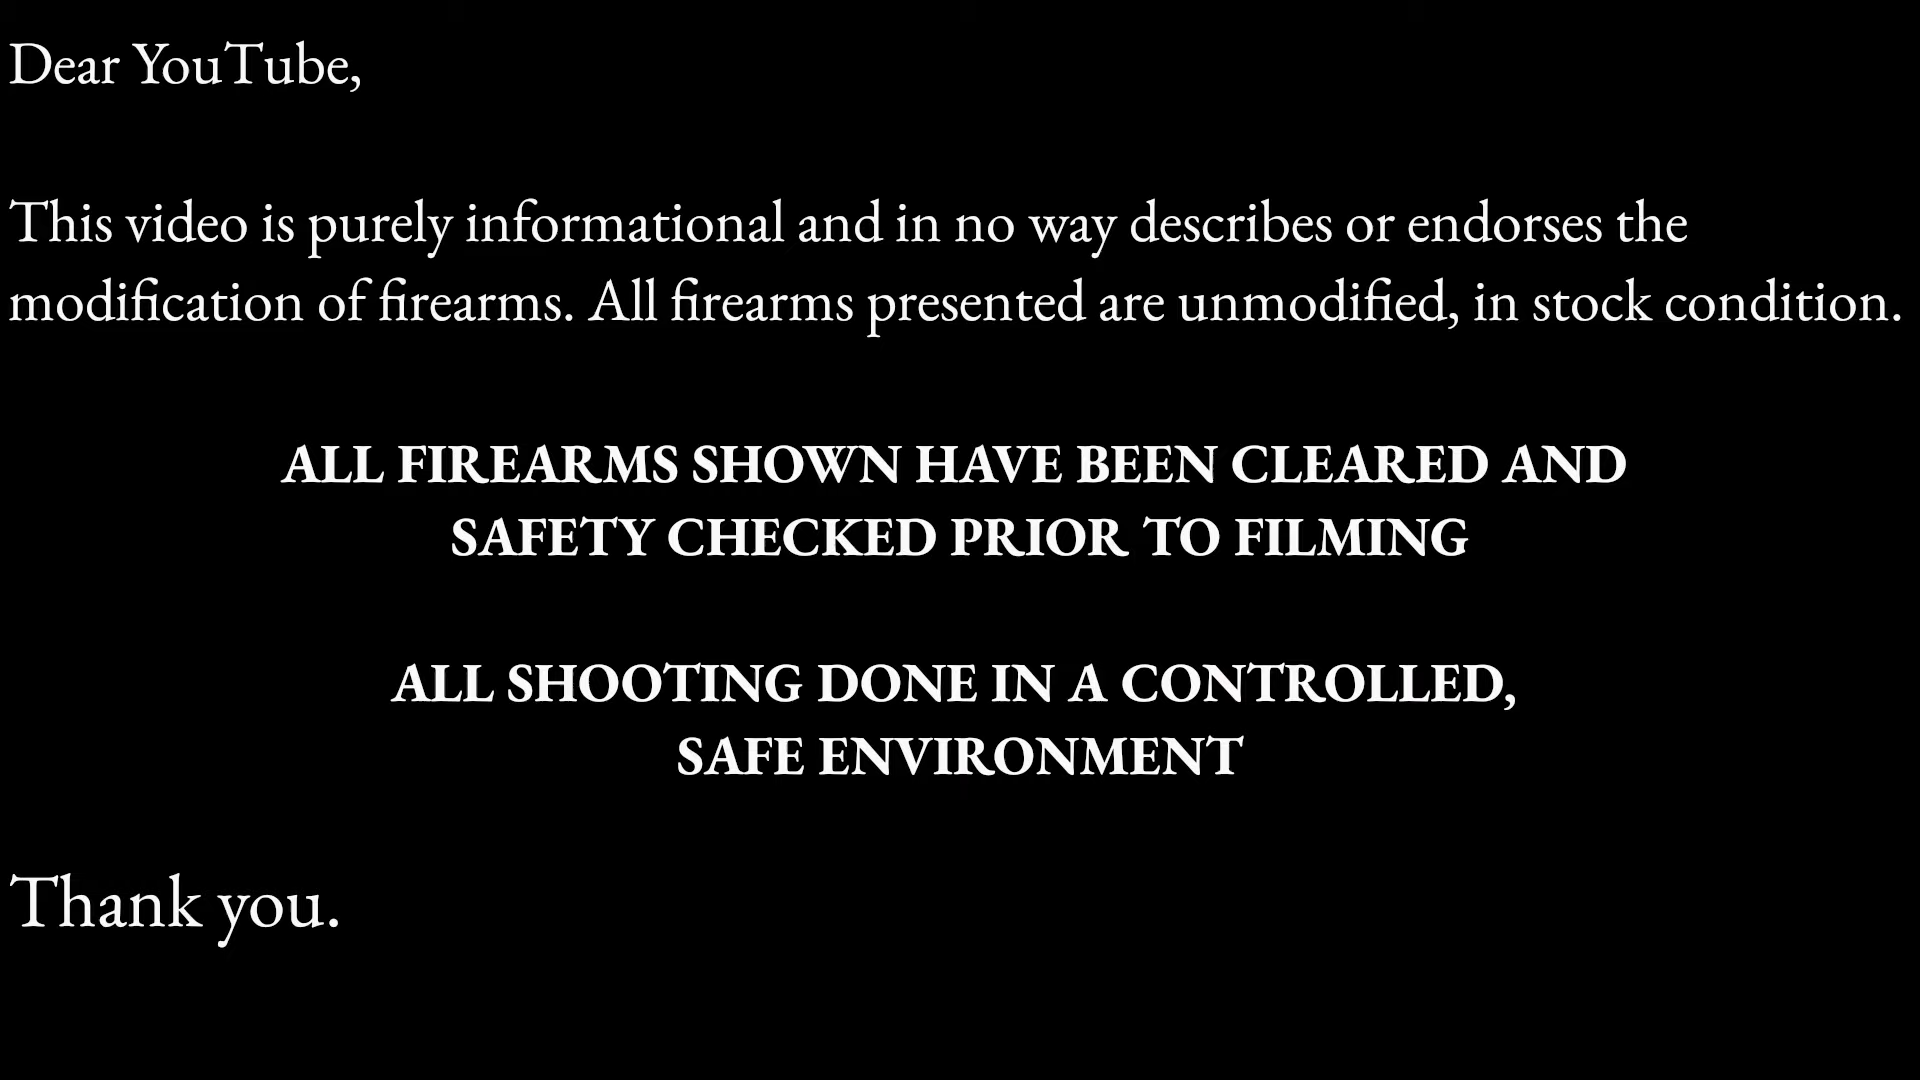 Dear YouTube,
This video is purely informational and in no way describes or endorses the
modification of firearms. All firearms presented are unmodified, in stock condition.
ALL FIREARMS SHOWN HAVE BEEN CLEARED AND
SAFETY CHECKED PRIOR TO FILMING
ALL SHOOTING DONE IN A CONTROLLED,
SAFE ENVIRONMENT
Thank you.